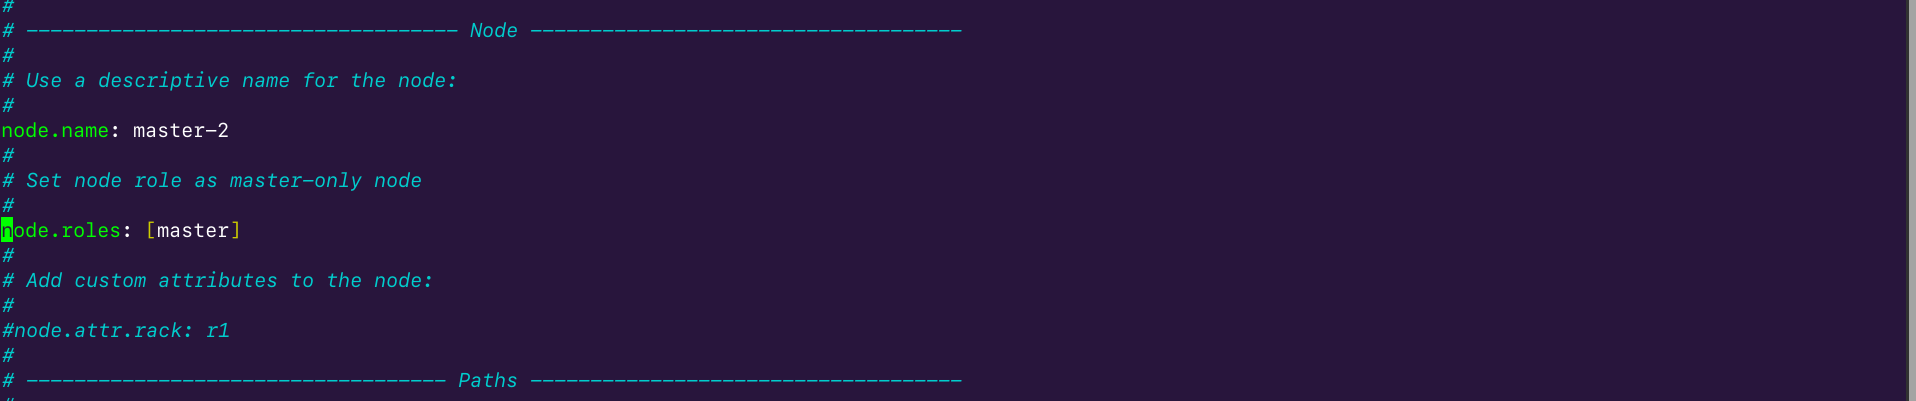 #
# ------------------------------------ Node ------------------------------------
#
# Use a descriptive name for the node:
#
node.name: master-2
#
# Set node role as master-only node
#
node.roles: [master]
#
# Add custom attributes to the node:
#
#node.attr.rack: r1
#
# ----------------------------------- Paths ------------------------------------
#